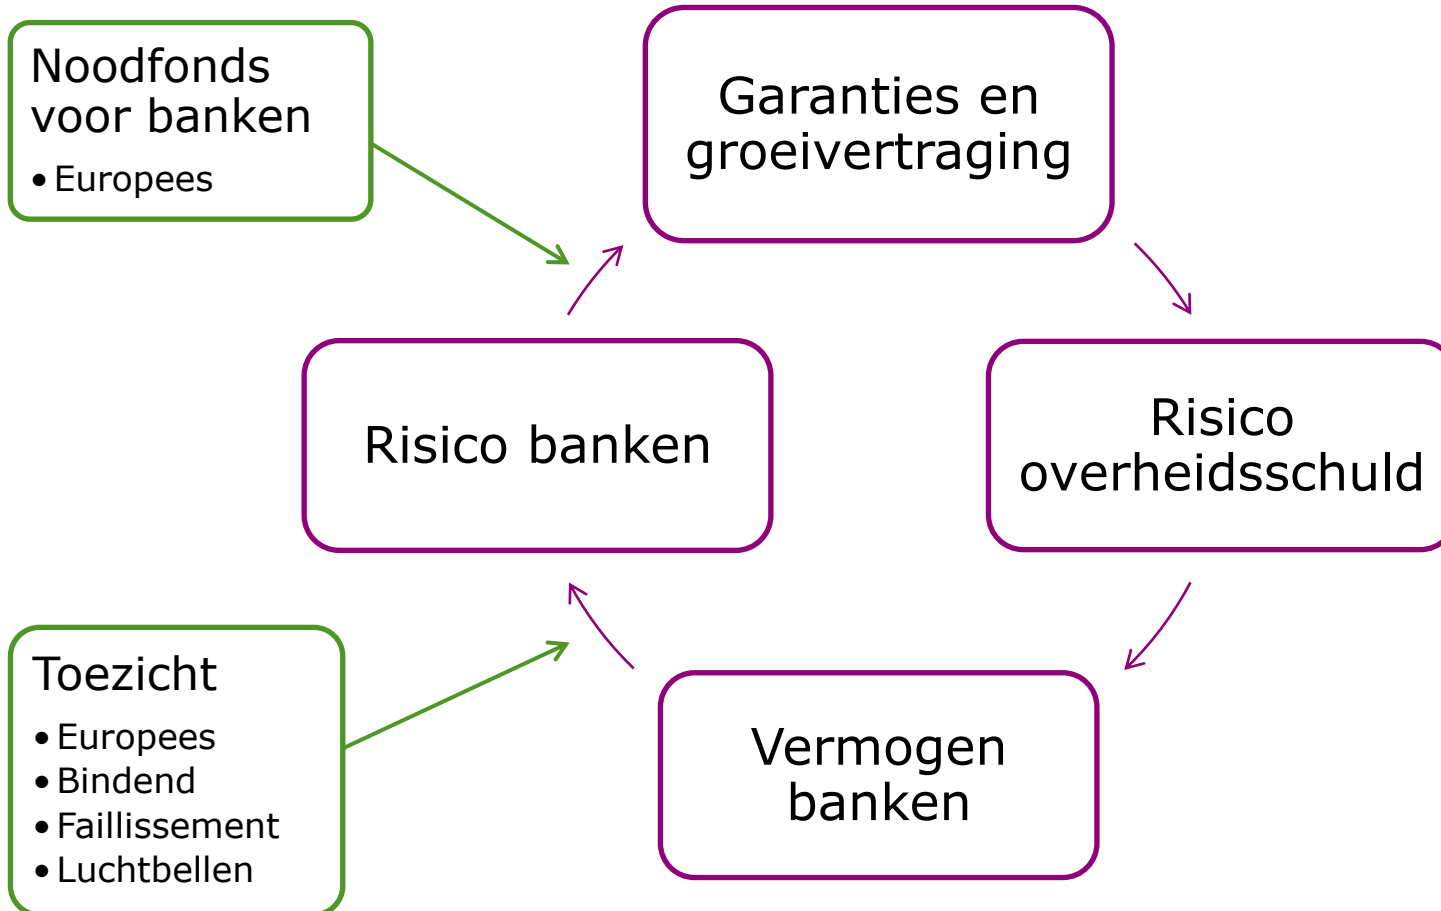 Noodfonds
voor banken
• Europees
Garanties en
groeivertraging
Risico banken
Risico
overheidsschuld
Toezicht
• Europees
• Bindend
• Faillissement
• Luchtbellen
Vermogen
banken